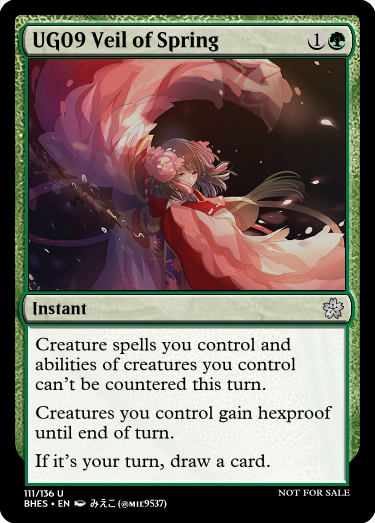 UG09 Veil of Spring 1
Instant
Creature spells you control and
abilities of creatures you control
can't be countered this turn.
Creatures you control gain hexproof
until end of turn.
If it's your turn, draw a card.
111/136 U
NOT FOR SALE
BHES • EN みえこ (@MIE9537)